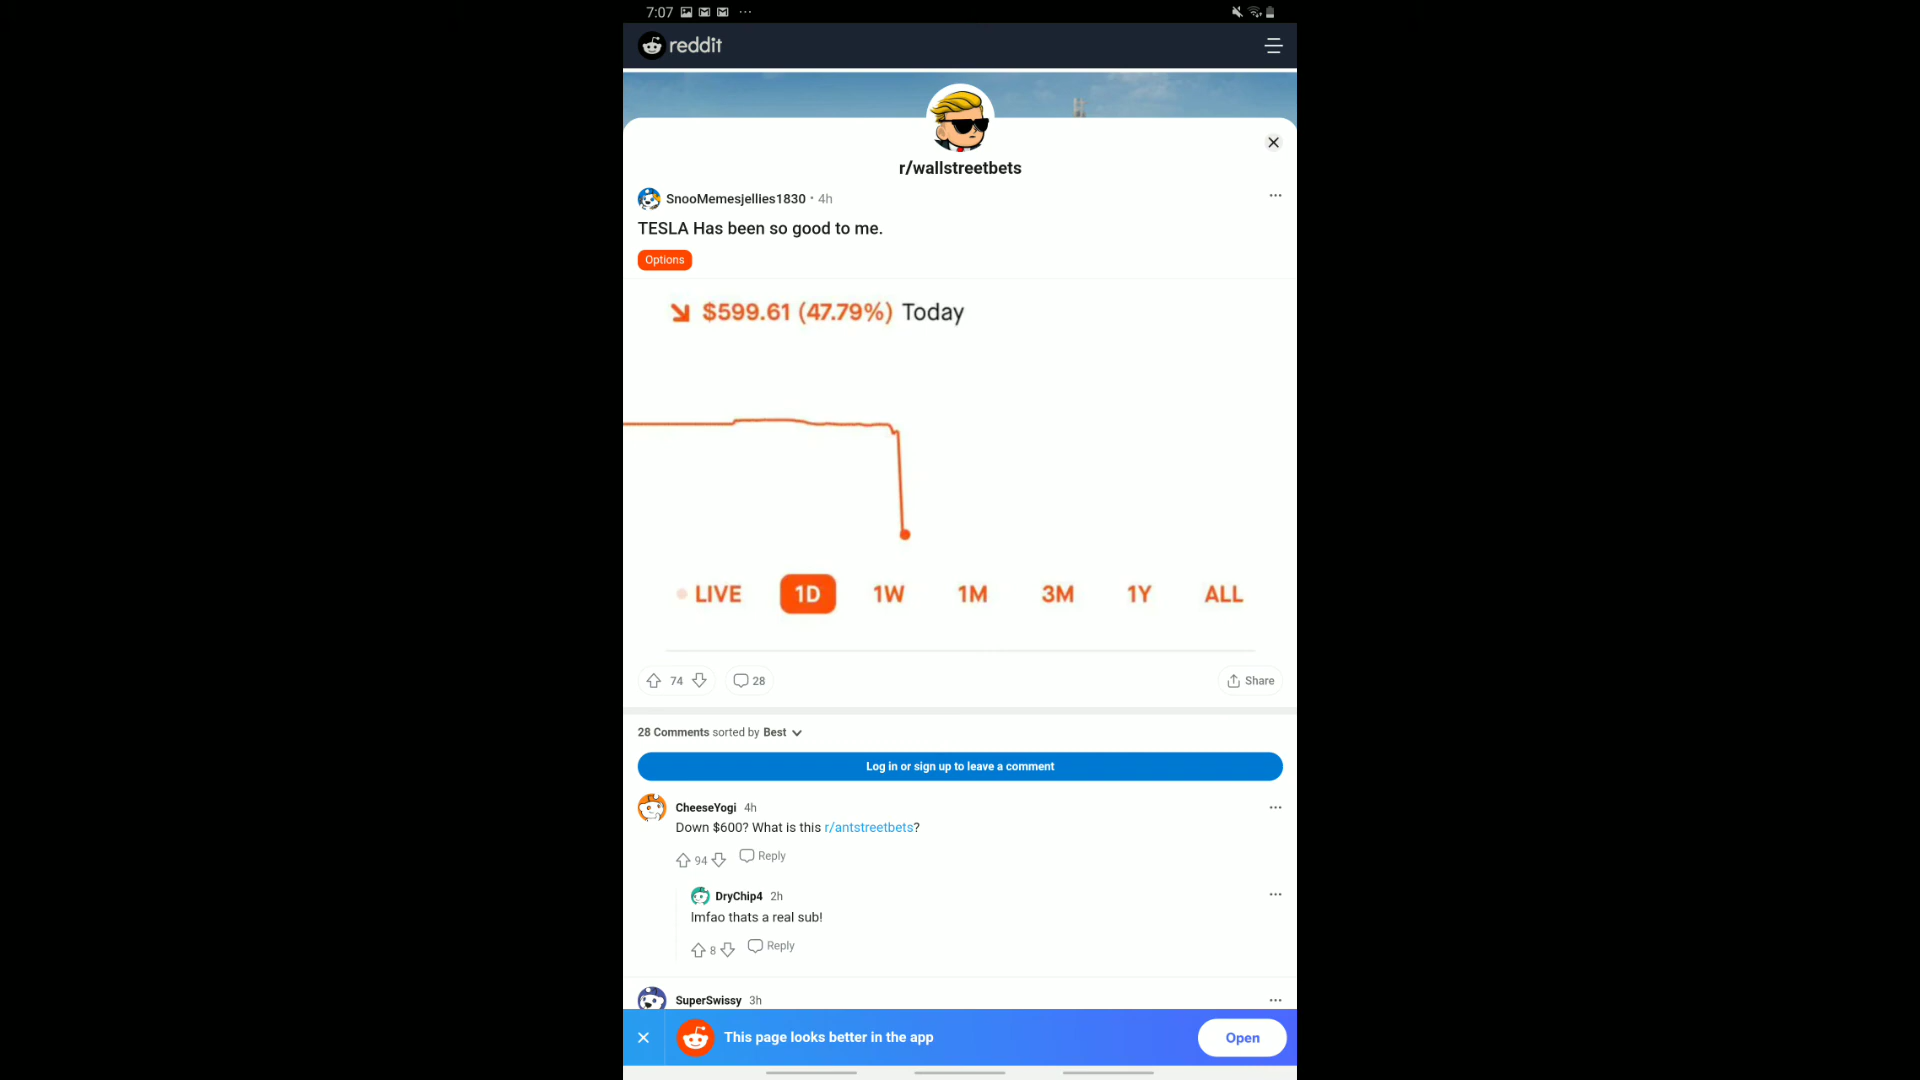 7:07
reddit
r/wallstreetbets
SnooMemesjellies1830 • 4h
TESLA Has been so good to me.
Options
$599.61 (47.79%) Today
LIVE 1D 1W 1M 3M 1Y ALL
74 28 Share
28 Comments sorted by Best
Log in or sign up to leave a comment
CheeseYogi 4h
Down $600? What is this r/antstreetbets?
94 Reply
DryChip4 2h
lmfao thats a real sub!
8 Reply
SuperSwissy 3h
This page looks better in the app
Open